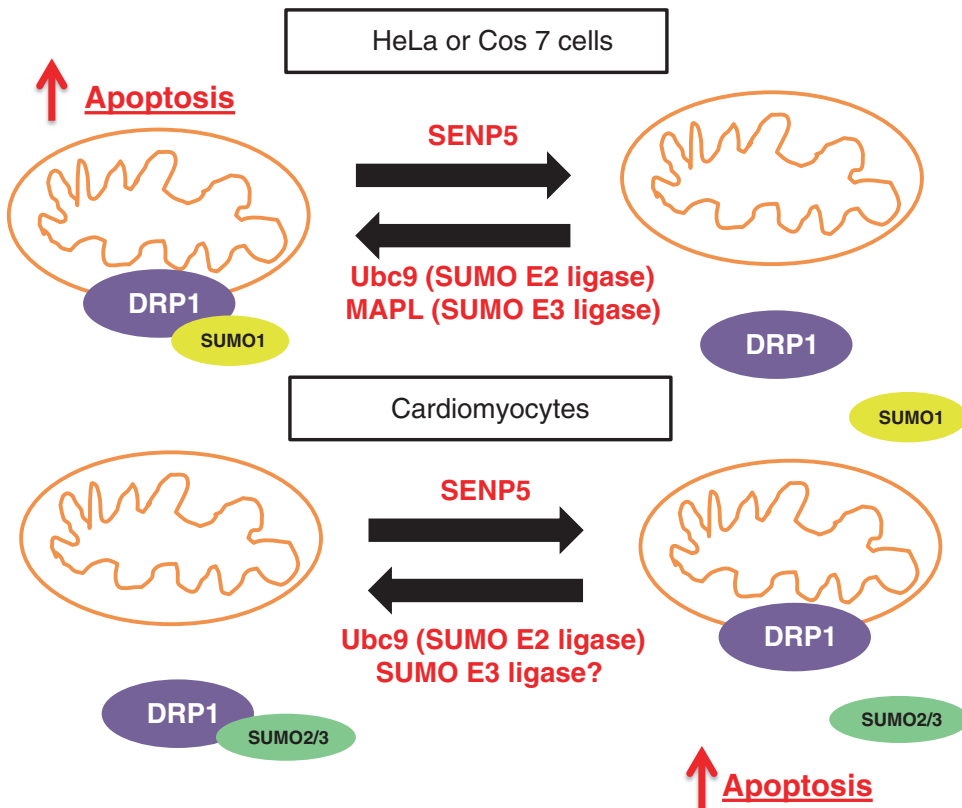 HeLa or Cos 7 cells
Apoptosis
SENP5
Ubc9 (SUMO E2 ligase)
MAPL (SUMO E3 ligase)
DRP1
SUMO1
DRP1
SUMO1
Cardiomyocytes
SENP5
Ubc9 (SUMO E2 ligase)
SUMO E3 ligase?
DRP1
DRP1
SUMO2/3
SUMO2/3
Apoptosis